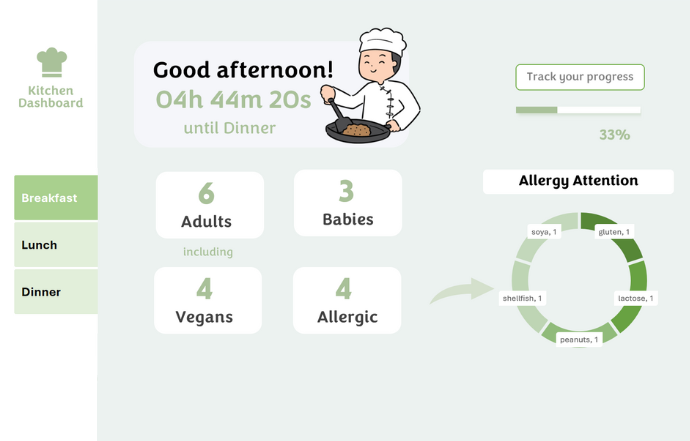 Kitchen
Dashboard
Breakfast
Lunch
Dinner
Good afternoon!
04h 44m 20s
until Dinner
6
Adults
3
Babies
including
4
Vegans
4
Allergic
Track your progress
33%
Allergy Attention
soya, 1
gluten, 1
shellfish, 1
lactose, 1
peanuts, 1